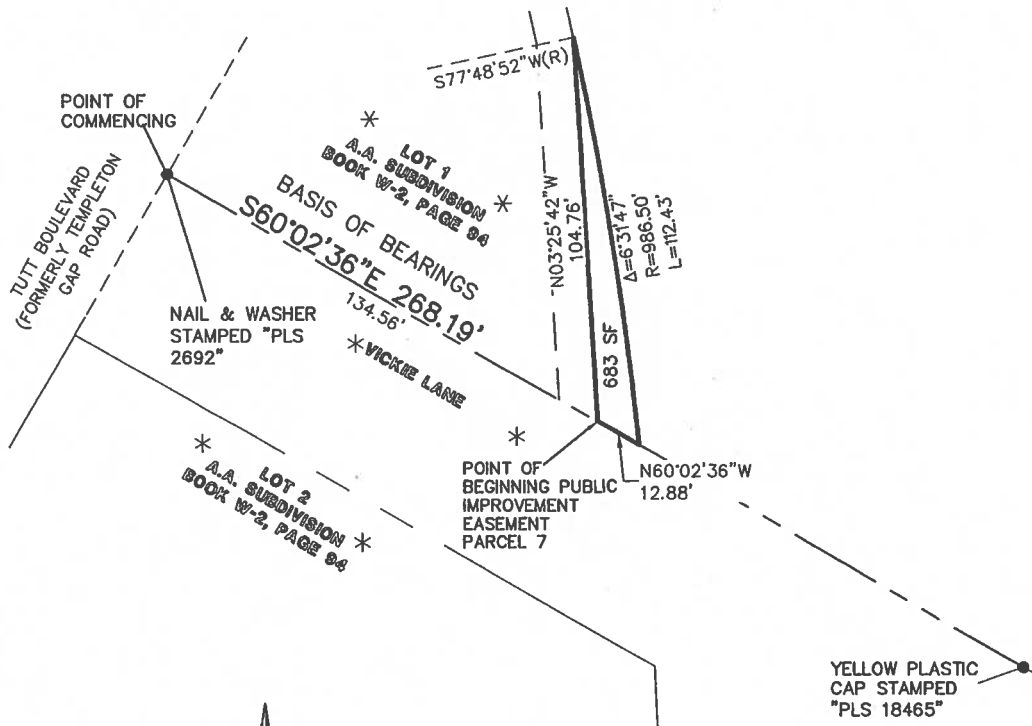 S77°48'52"W(R)
POINT OF
COMMENCING
TUTT BOULEVARD
(FORMERLY TEMPLETON
GAP ROAD)
*
LOT 1
A.A. SUBDIVISION
BOOK W-2, PAGE 94
*
BASIS OF BEARINGS
S60°02'36"E 268.19'
134.56'
NAIL & WASHER
STAMPED "PLS
2692"
* VICKIE LANE
*
N03°25'42"W
104.76'
Δ=6°31'47"
R=986.50'
L=112.43'
683 SF
*
LOT 2
A.A. SUBDIVISION
BOOK W-2, PAGE 94
*
POINT OF
BEGINNING PUBLIC
IMPROVEMENT
EASEMENT
PARCEL 7
N60°02'36"W
12.88'
YELLOW PLASTIC
CAP STAMPED
"PLS 18465"